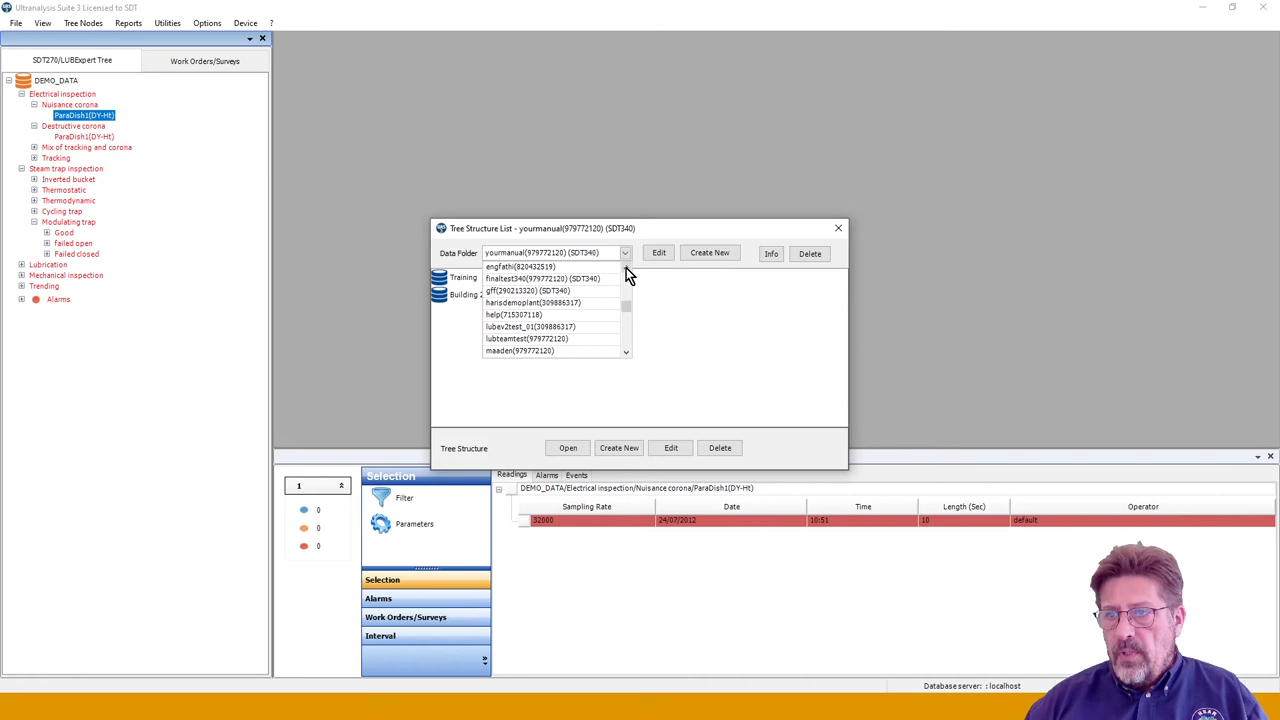 Ultranalysis Suite 3 Licensed to SDT
File View Tree Nodes Reports Utilities Options Device ?
SDT270/LUBExpert Tree
Work Orders/Surveys
DEMO_DATA
Electrical inspection
Nuisance corona
ParaDish1(DY-Ht)
Destructive corona
ParaDish1(DY-Ht)
Mix of tracking and corona
Tracking
Steam trap inspection
Inverted bucket
Thermostatic
Thermodynamic
Cycling trap
Modulating trap
Good
failed open
Failed closed
Lubrication
Mechanical inspection
Trending
Alarms
Tree Structure List - yourmanual(979772120) (SDT340)
Data Folder yourmanual(979772120) (SDT340) Edit Create New Info Delete
Training
Building 2
engfathi(820432519)
finaltest340(979772120) (SDT340)
gff(290213320) (SDT340)
harisdemoplant(309886317)
help(715307118)
lubev2test_01(309886317)
lubteamtest(979772120)
maaden(979772120)
Tree Structure Open Create New Edit Delete
1
0
0
0
Selection
Filter
Parameters
Selection
Alarms
Work Orders/Surveys
Interval
Readings Alarms Events
DEMO_DATA/Electrical inspection/Nuisance corona/ParaDish1(DY-Ht)
Sampling Rate Date Time Length (Sec) Operator
32000 24/07/2012 10:51 10 default
Database server: : localhost